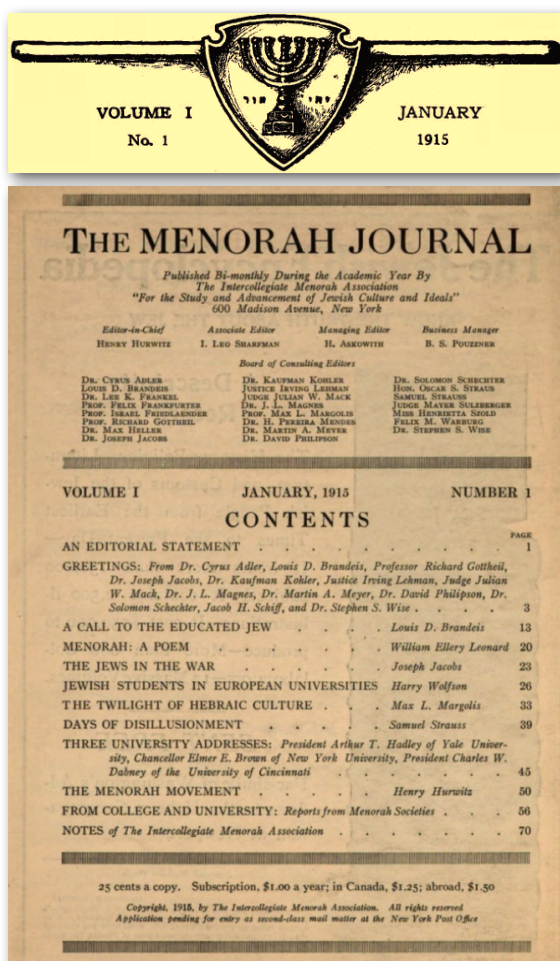 VOLUME I
No. 1
יהי אור
JANUARY
1915
THE MENORAH JOURNAL
Published Bi-monthly During the Academic Year By
The Intercollegiate Menorah Association
"For the Study and Advancement of Jewish Culture and Ideals"
600 Madison Avenue, New York
Editor-in-Chief
HENRY HURWITZ
Associate Editor
I. LEO SHARFMAN
Managing Editor
H. ASKOWITH
Business Manager
B. S. POUZZNER
Board of Consulting Editors
DR. CYRUS ADLER
LOUIS D. BRANDEIS
DR. LEE K. FRANKEL
PROF. FELIX FRANKFURTER
PROF. ISRAEL FRIEDLAENDER
PROF. RICHARD GOTTHEIL
DR. MAX HELLER
DR. JOSEPH JACOBS
DR. KAUFMAN KOHLER
JUSTICE IRVING LEHMAN
JUDGE JULIAN W. MACK
DR. J. L. MAGNES
PROF. MAX L. MARGOLIS
DR. H. PEREIRA MENDES
DR. MARTIN A. MEYER
DR. DAVID PHILIPSON
DR. SOLOMON SCHECHTER
HON. OSCAR S. STRAUS
SAMUEL STRAUSS
JUDGE MAYER SULZBERGER
MISS HENRIETTA SZOLD
FELIX M. WARBURG
DR. STEPHEN S. WISE
VOLUME I JANUARY, 1915 NUMBER 1
CONTENTS
PAGE
AN EDITORIAL STATEMENT . . . . . . . . . . 1
GREETINGS: From Dr. Cyrus Adler, Louis D. Brandeis, Professor Richard Gottheil,
Dr. Joseph Jacobs, Dr. Kaufman Kohler, Justice Irving Lehman, Judge Julian
W. Mack, Dr. J. L. Magnes, Dr. Martin A. Meyer, Dr. David Philipson, Dr.
Solomon Schechter, Jacob H. Schiff, and Dr. Stephen S. Wise . . . . 3
A CALL TO THE EDUCATED JEW . . . . Louis D. Brandeis 13
MENORAH: A POEM . . . . . . . William Ellery Leonard 20
THE JEWS IN THE WAR . . . . . . Joseph Jacobs 23
JEWISH STUDENTS IN EUROPEAN UNIVERSITIES Harry Wolfson 26
THE TWILIGHT OF HEBRAIC CULTURE . . . Max L. Margolis 33
DAYS OF DISILLUSIONMENT . . . . . Samuel Strauss 39
THREE UNIVERSITY ADDRESSES: President Arthur T. Hadley of Yale Univer-
sity, Chancellor Elmer E. Brown of New York University, President Charles W.
Dabney of the University of Cincinnati . . . . . . . 45
THE MENORAH MOVEMENT . . . . . Henry Hurwitz 50
FROM COLLEGE AND UNIVERSITY: Reports from Menorah Societies . . 56
NOTES of The Intercollegiate Menorah Association . . . . . . 70
25 cents a copy. Subscription, $1.00 a year; in Canada, $1.25; abroad, $1.50
Copyright, 1915, by The Intercollegiate Menorah Association. All rights reserved
Application pending for entry as second-class mail matter at the New York Post Office